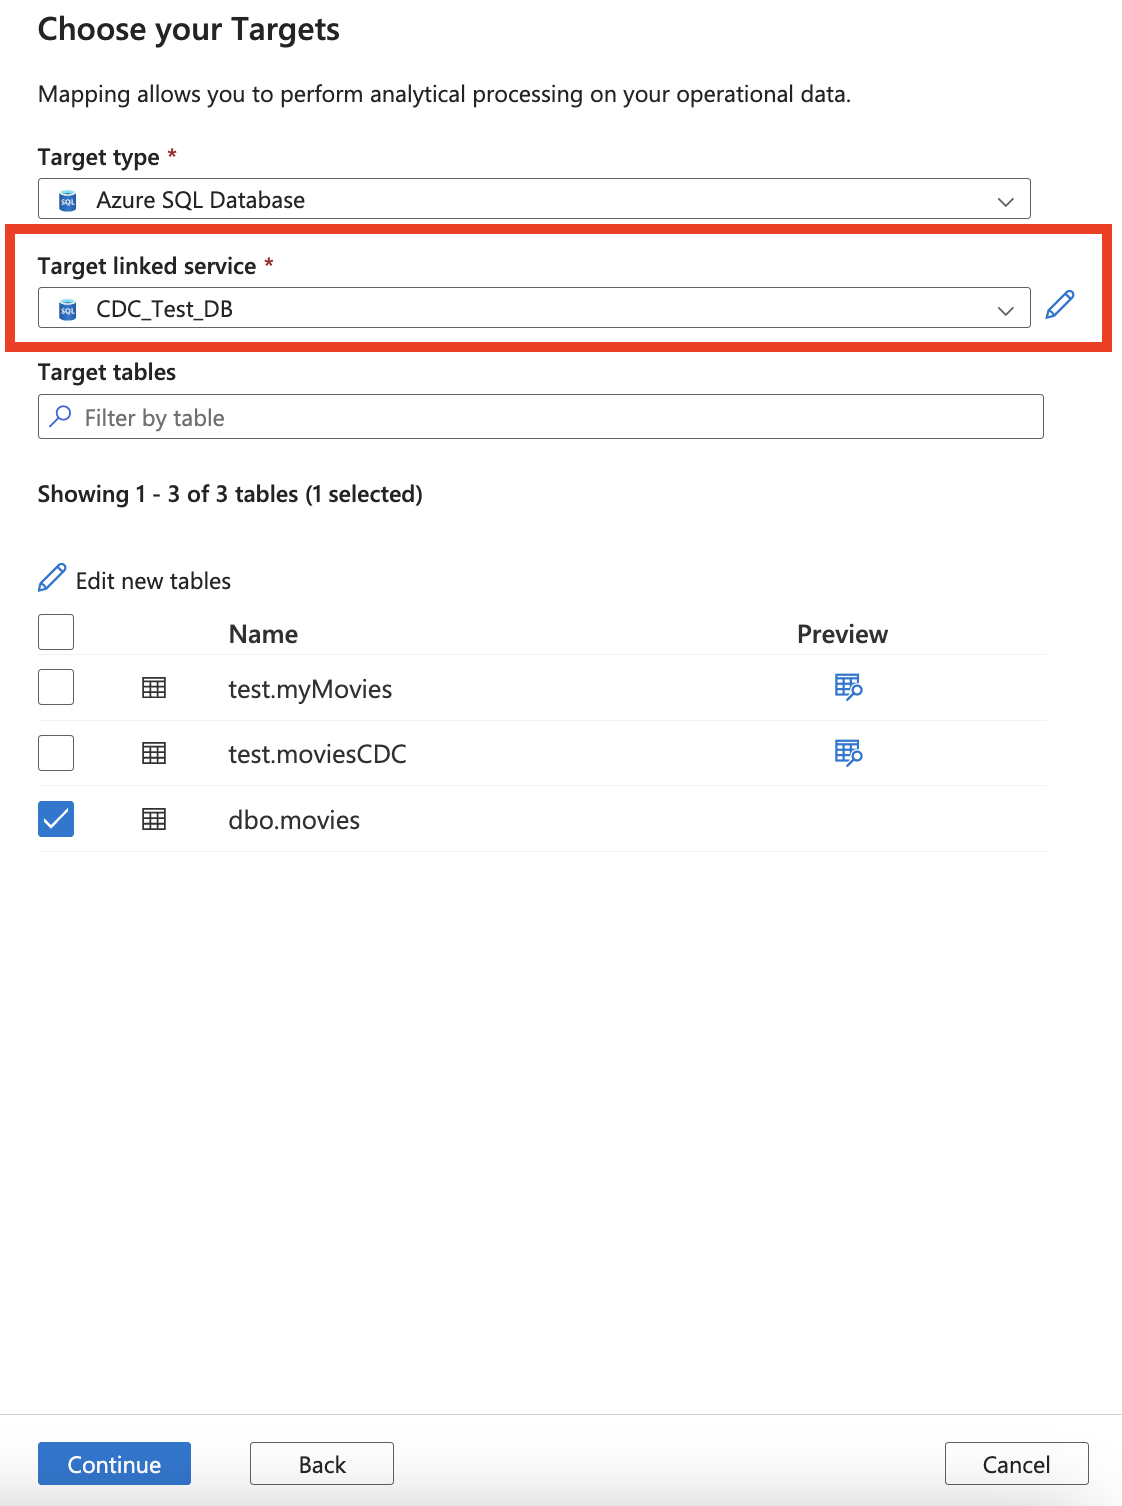 Choose your Targets
Mapping allows you to perform analytical processing on your operational data.
Target type *
SQL Azure SQL Database
Target linked service *
SQL CDC_Test_DB
Target tables
Filter by table
Showing 1 - 3 of 3 tables (1 selected)
Edit new tables
Name Preview
test.myMovies
test.moviesCDC
dbo.movies
Continue Back Cancel